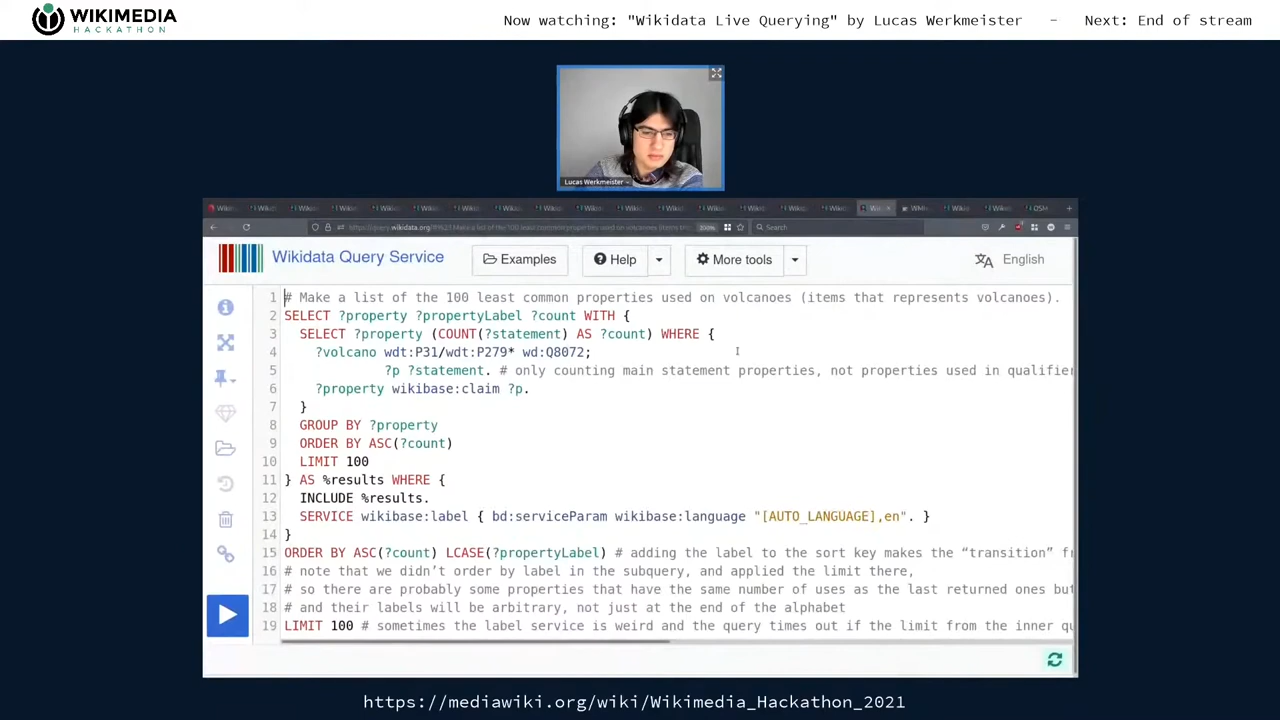 WIKIMEDIA
HACKATHON
Now watching: "Wikidata Live Querying" by Lucas Werkmeister – Next: End of stream
Lucas Werkmeister
200%
Search
Wikidata Query Service
Examples
Help
More tools
English
1 # Make a list of the 100 least common properties used on volcanoes (items that represents volcanoes).
2 SELECT ?property ?propertyLabel ?count WITH {
3 SELECT ?property (COUNT(?statement) AS ?count) WHERE {
4 ?volcano wdt:P31/wdt:P279* wd:Q8072;
5 ?p ?statement. # only counting main statement properties, not properties used in qualifier
6 ?property wikibase:claim ?p.
7 }
8 GROUP BY ?property
9 ORDER BY ASC(?count)
10 LIMIT 100
11 } AS %results WHERE {
12 INCLUDE %results.
13 SERVICE wikibase:label { bd:serviceParam wikibase:language "[AUTO_LANGUAGE],en". }
14 }
15 ORDER BY ASC(?count) LCASE(?propertyLabel) # adding the label to the sort key makes the “transition” fr
16 # note that we didn’t order by label in the subquery, and applied the limit there,
17 # so there are probably some properties that have the same number of uses as the last returned ones but
18 # and their labels will be arbitrary, not just at the end of the alphabet
19 LIMIT 100 # sometimes the label service is weird and the query times out if the limit from the inner qu
https://mediawiki.org/wiki/Wikimedia_Hackathon_2021